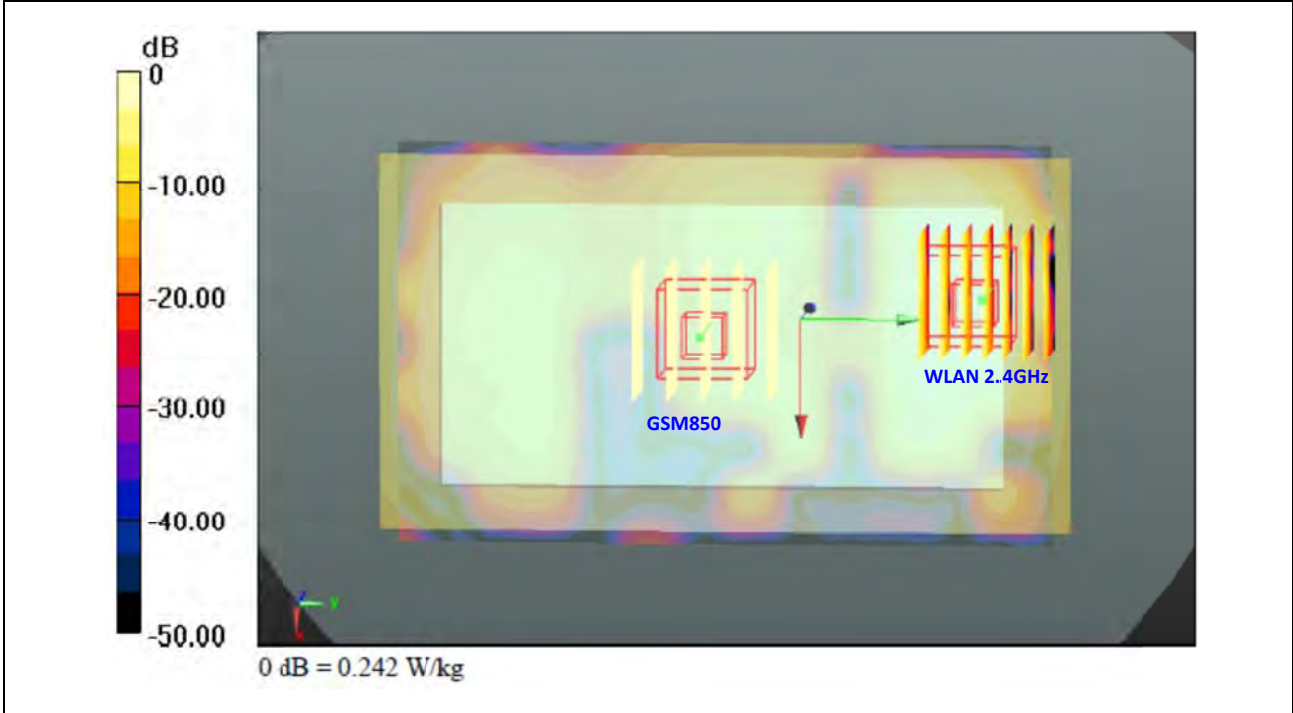 dB
0
-10.00
-20.00
-30.00
-40.00
-50.00
WLAN 2.4GHz
GSM850
z
y
x
0 dB = 0.242 W/kg